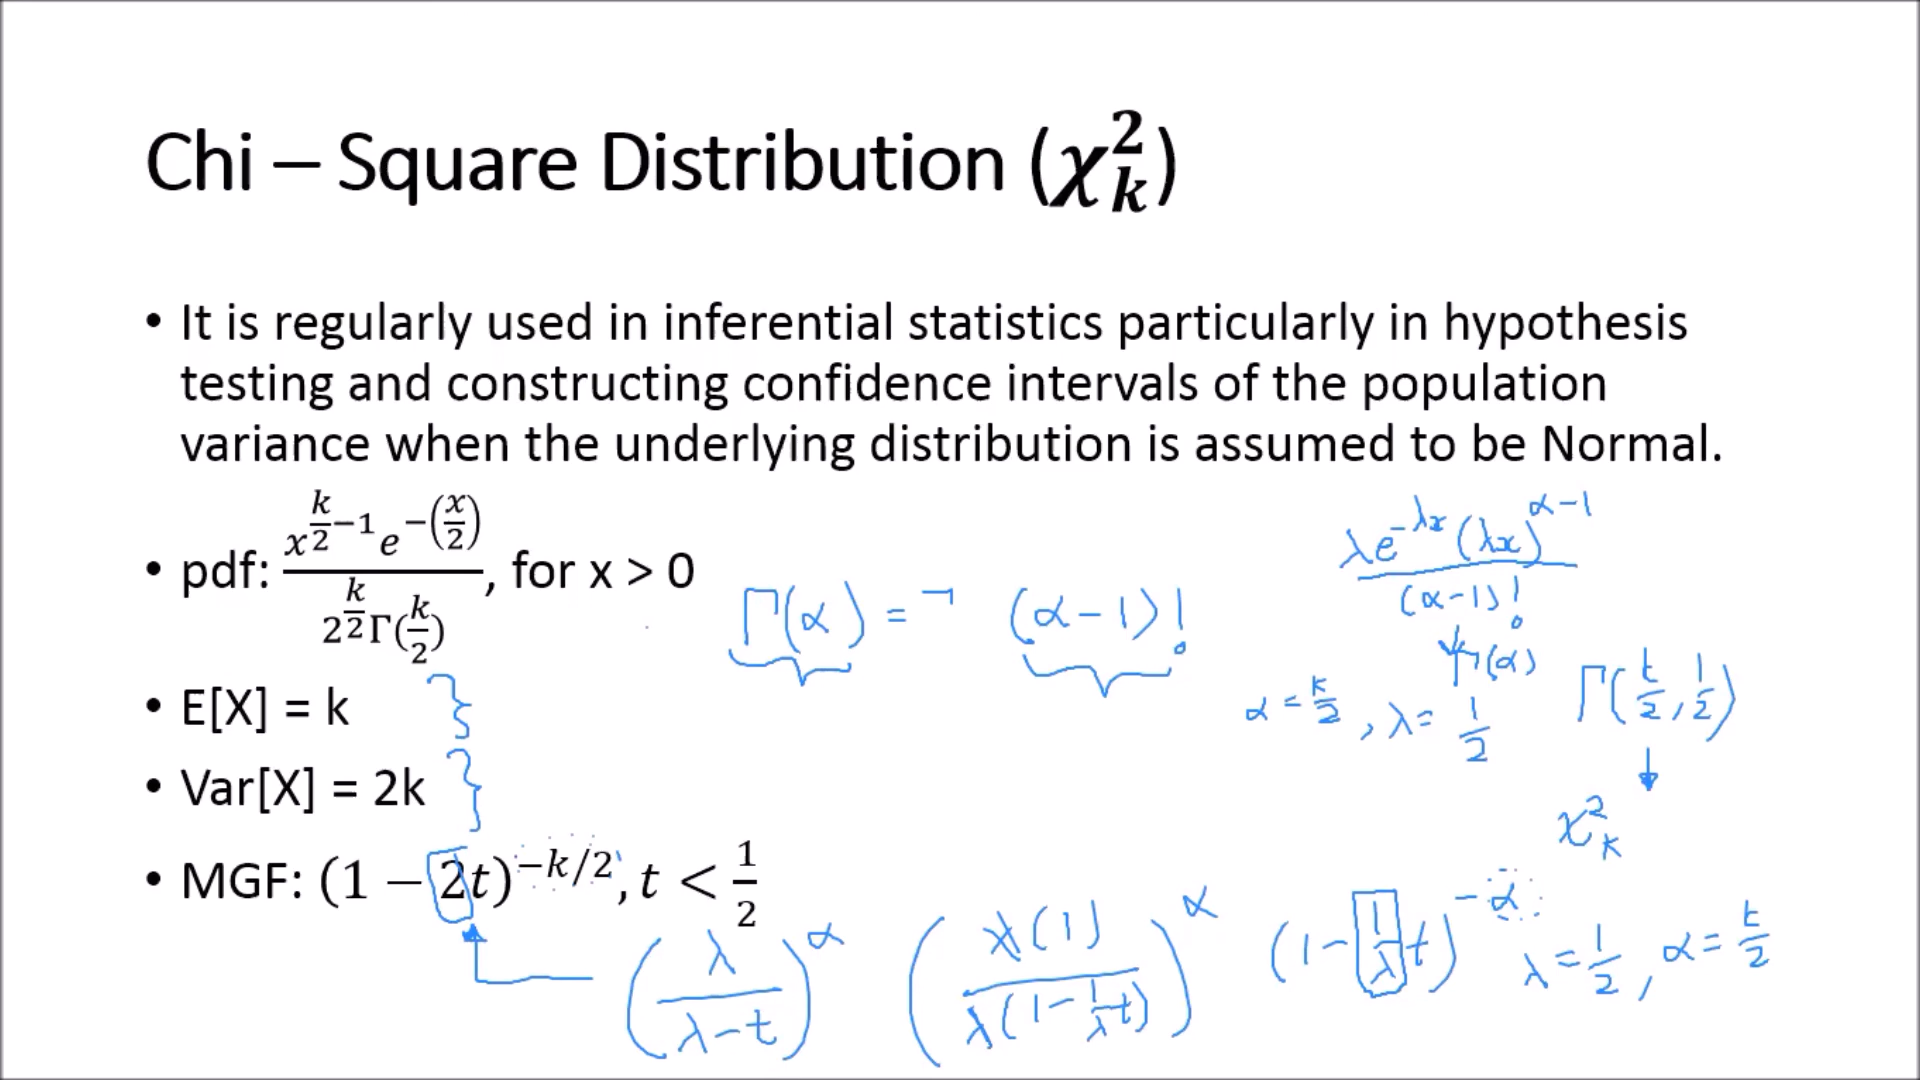 Chi – Square Distribution (χ²ₖ)
• It is regularly used in inferential statistics particularly in hypothesis
testing and constructing confidence intervals of the population
variance when the underlying distribution is assumed to be Normal.
• pdf: x^(k/2 − 1) e^−(x/2) / 2^(k/2) Γ(k/2), for x > 0
Γ(α) = (α−1)!
λe^−λx (λx)^α−1 / (α−1)!
Γ(α)
α = k/2, λ = 1/2
Γ(k/2, 1/2)
• E[X] = k
• Var[X] = 2k
χ²ₖ
• MGF: (1 − 2t)^−k/2, t < 1/2
(λ / λ−t)^α
(λ(1) / λ(1 − 1/λ t))^α
(1 − 1/λ t)^−α
λ = 1/2, α = k/2